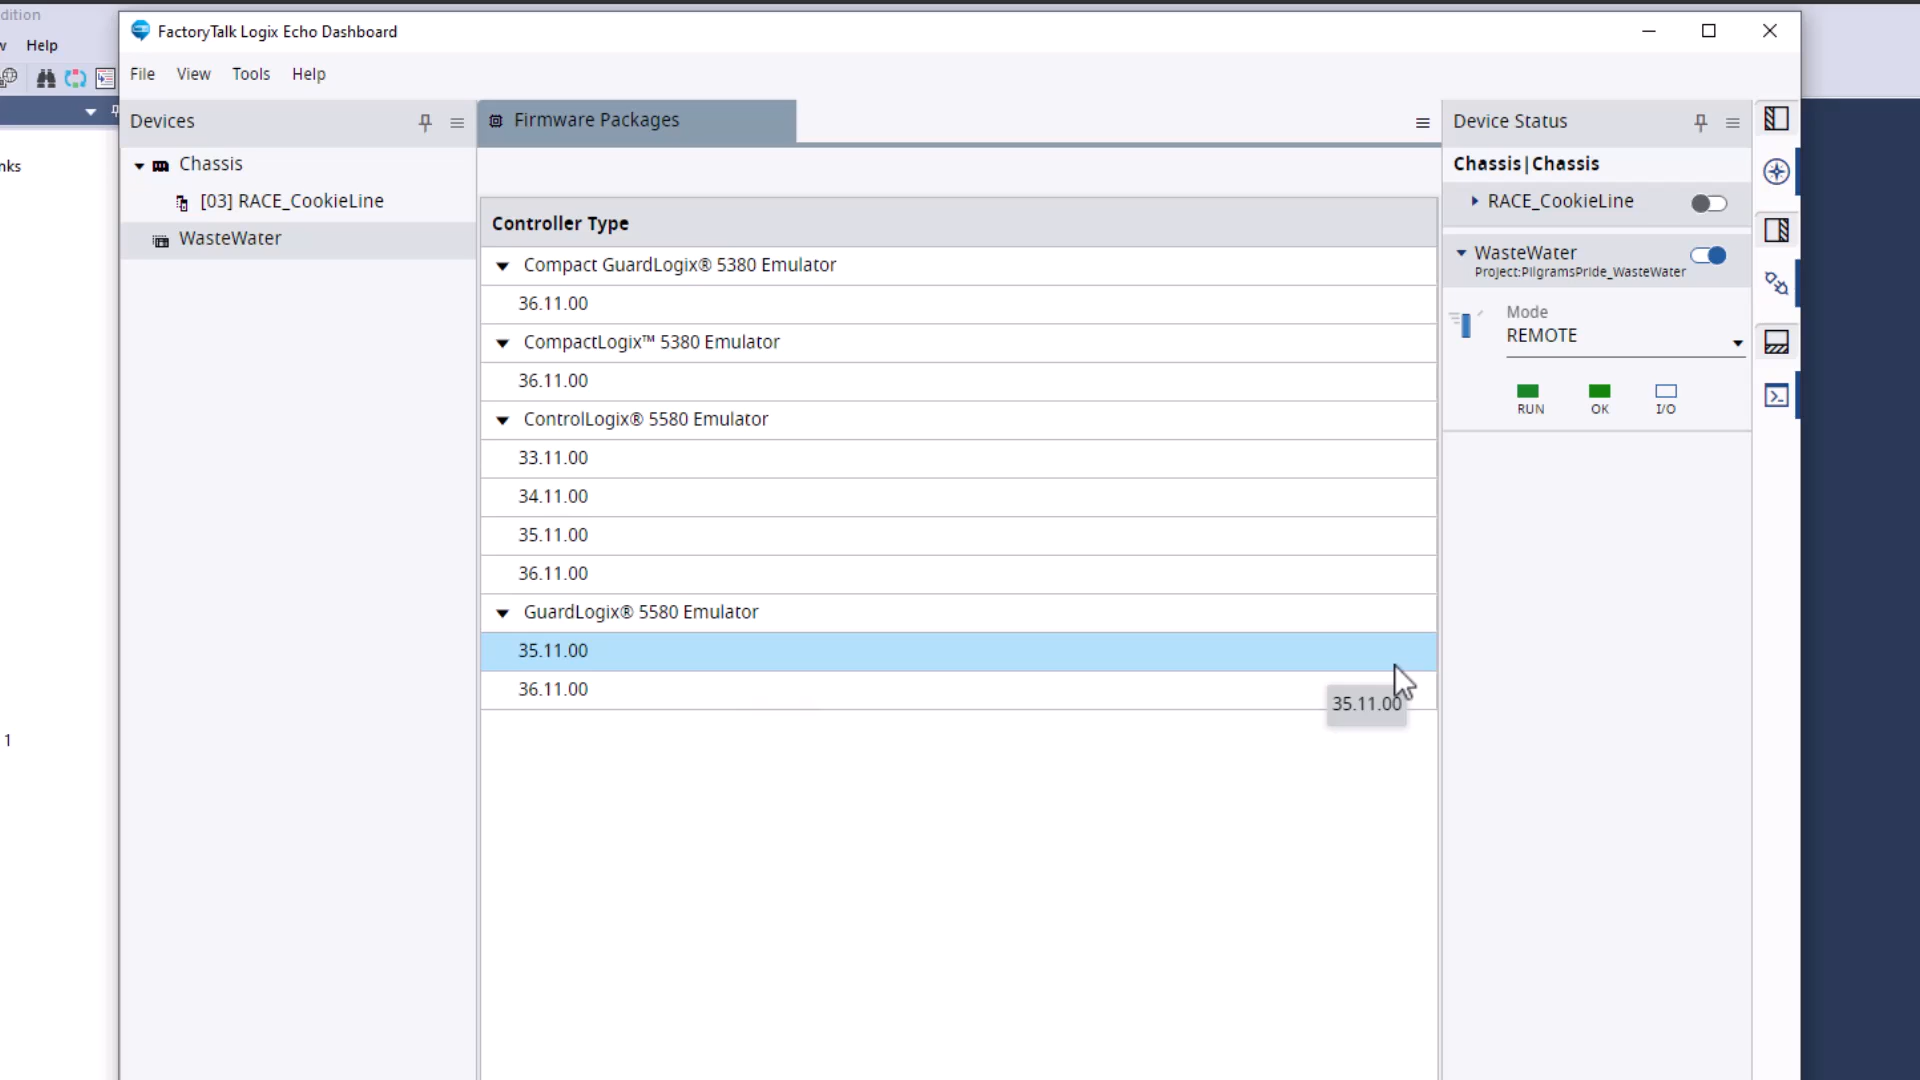 dition
FactoryTalk Logix Echo Dashboard
w Help
File View Tools Help
Devices
Firmware Packages
Device Status
nks
Chassis
[03] RACE_CookieLine
WasteWater
Controller Type
Compact GuardLogix® 5380 Emulator
36.11.00
CompactLogix™ 5380 Emulator
36.11.00
ControlLogix® 5580 Emulator
33.11.00
34.11.00
35.11.00
36.11.00
GuardLogix® 5580 Emulator
35.11.00
36.11.00
35.11.00
Chassis|Chassis
RACE_CookieLine
WasteWater
Project:PilgramsPride_WasteWater
Mode
REMOTE
RUN OK I/O
1